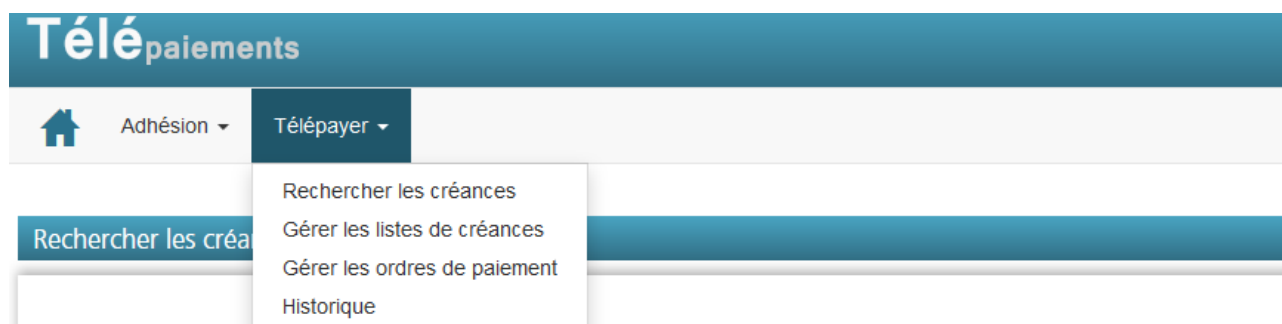 Télépaiements
Adhésion Télépayer
Rechercher les créances
Gérer les listes de créances
Rechercher les créa
Gérer les ordres de paiement
Historique